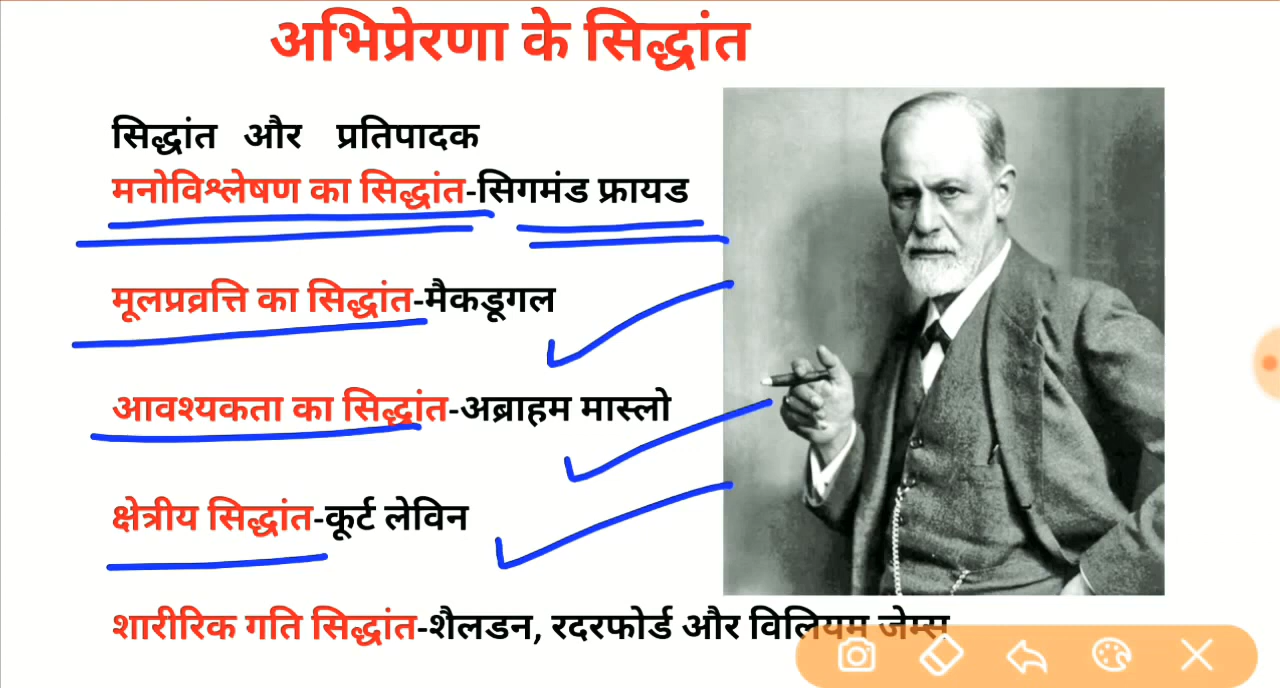 अभिप्रेरणा के सिद्धांत
सिद्धांत और प्रतिपादक
मनोविश्लेषण का सिद्धांत-सिगमंड फ्रायड
मूलप्रव्रत्ति का सिद्धांत-मैकडूगल
आवश्यकता का सिद्धांत-अब्राहम मास्लो
क्षेत्रीय सिद्धांत-कूर्ट लेविन
शारीरिक गति सिद्धांत-शैलडन, रदरफोर्ड और विलियम जेम्स